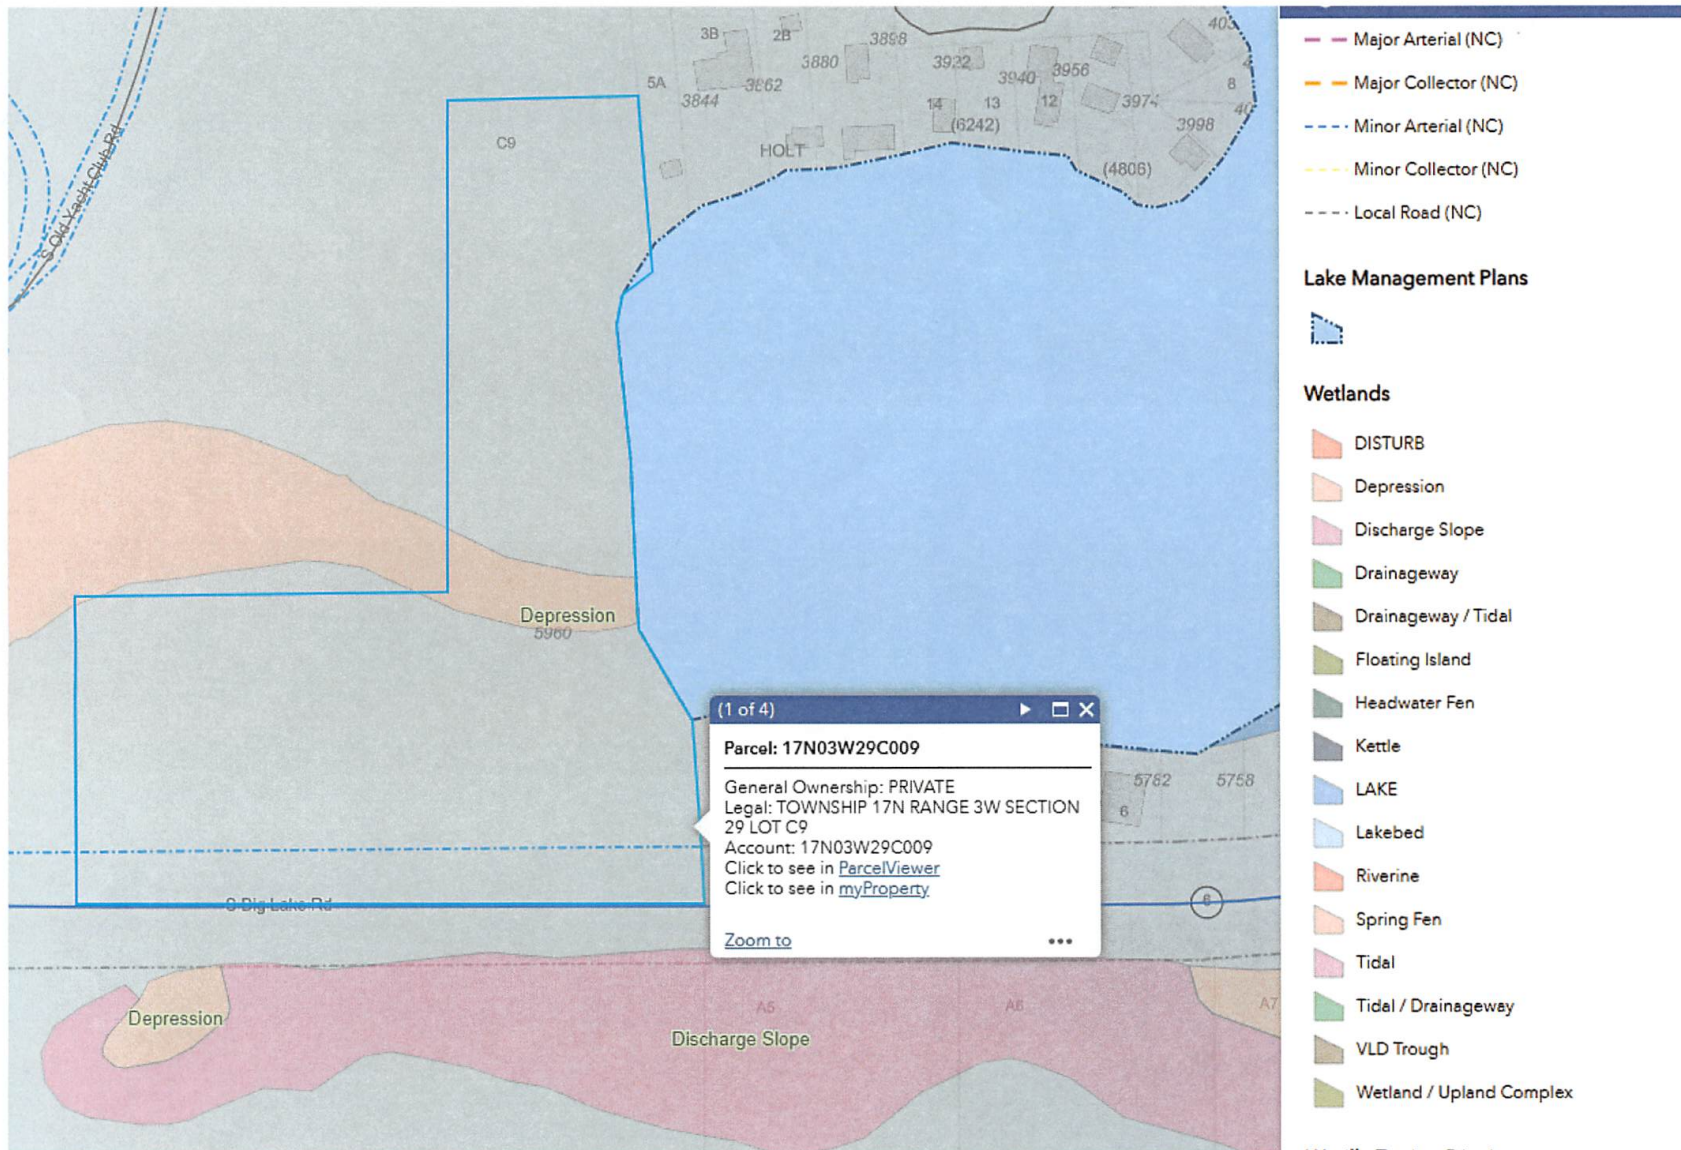 3B
2B
3898
3880
3922
3956
3940
5A
3862
3844
3974
14
13
12
8
(6242)
3998
HOLT
(4806)
C9
S Old Yacht Club Rd
Depression
5960
(1 of 4)
Parcel: 17N03W29C009
General Ownership: PRIVATE
Legal: TOWNSHIP 17N RANGE 3W SECTION
29 LOT C9
Account: 17N03W29C009
Click to see in ParcelViewer
Click to see in myProperty
Zoom to
5782
5758
6
S Big Lake Rd
6
A5
A6
A7
Depression
Discharge Slope
Major Arterial (NC)
Major Collector (NC)
Minor Arterial (NC)
Minor Collector (NC)
Local Road (NC)
Lake Management Plans
Wetlands
DISTURB
Depression
Discharge Slope
Drainageway
Drainageway / Tidal
Floating Island
Headwater Fen
Kettle
LAKE
Lakebed
Riverine
Spring Fen
Tidal
Tidal / Drainageway
VLD Trough
Wetland / Upland Complex